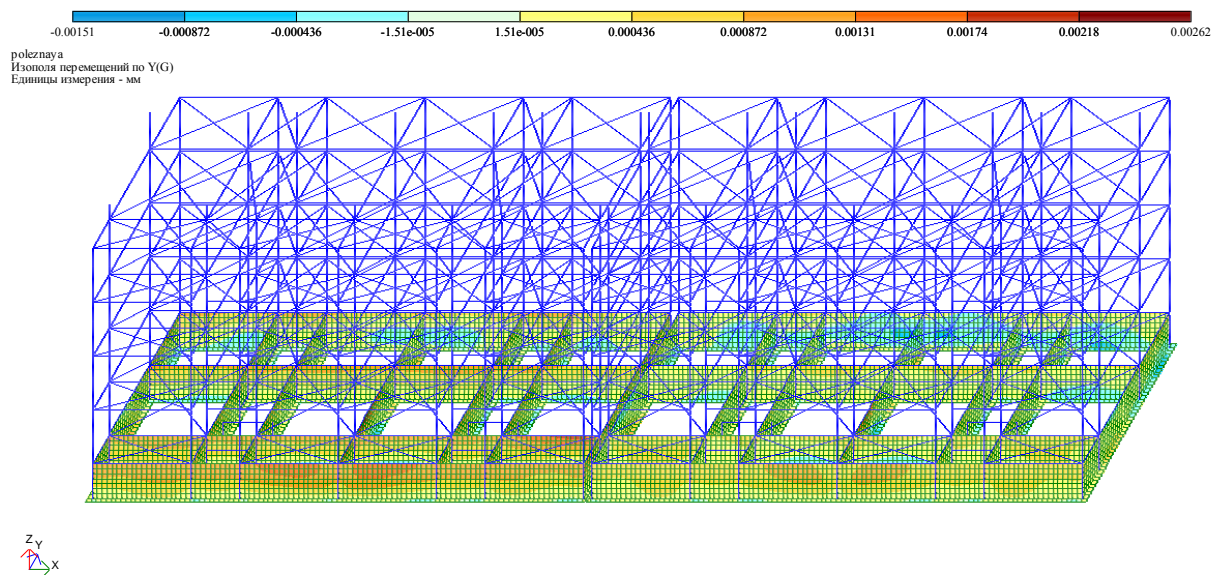 -0.00151 -0.000872 -0.000436 -1.51e-005 1.51e-005 0.000436 0.000872 0.00131 0.00174 0.00218 0.00262
poleznaya
Изополя перемещений по Y(G)
Единицы измерения - мм
Z Y
X